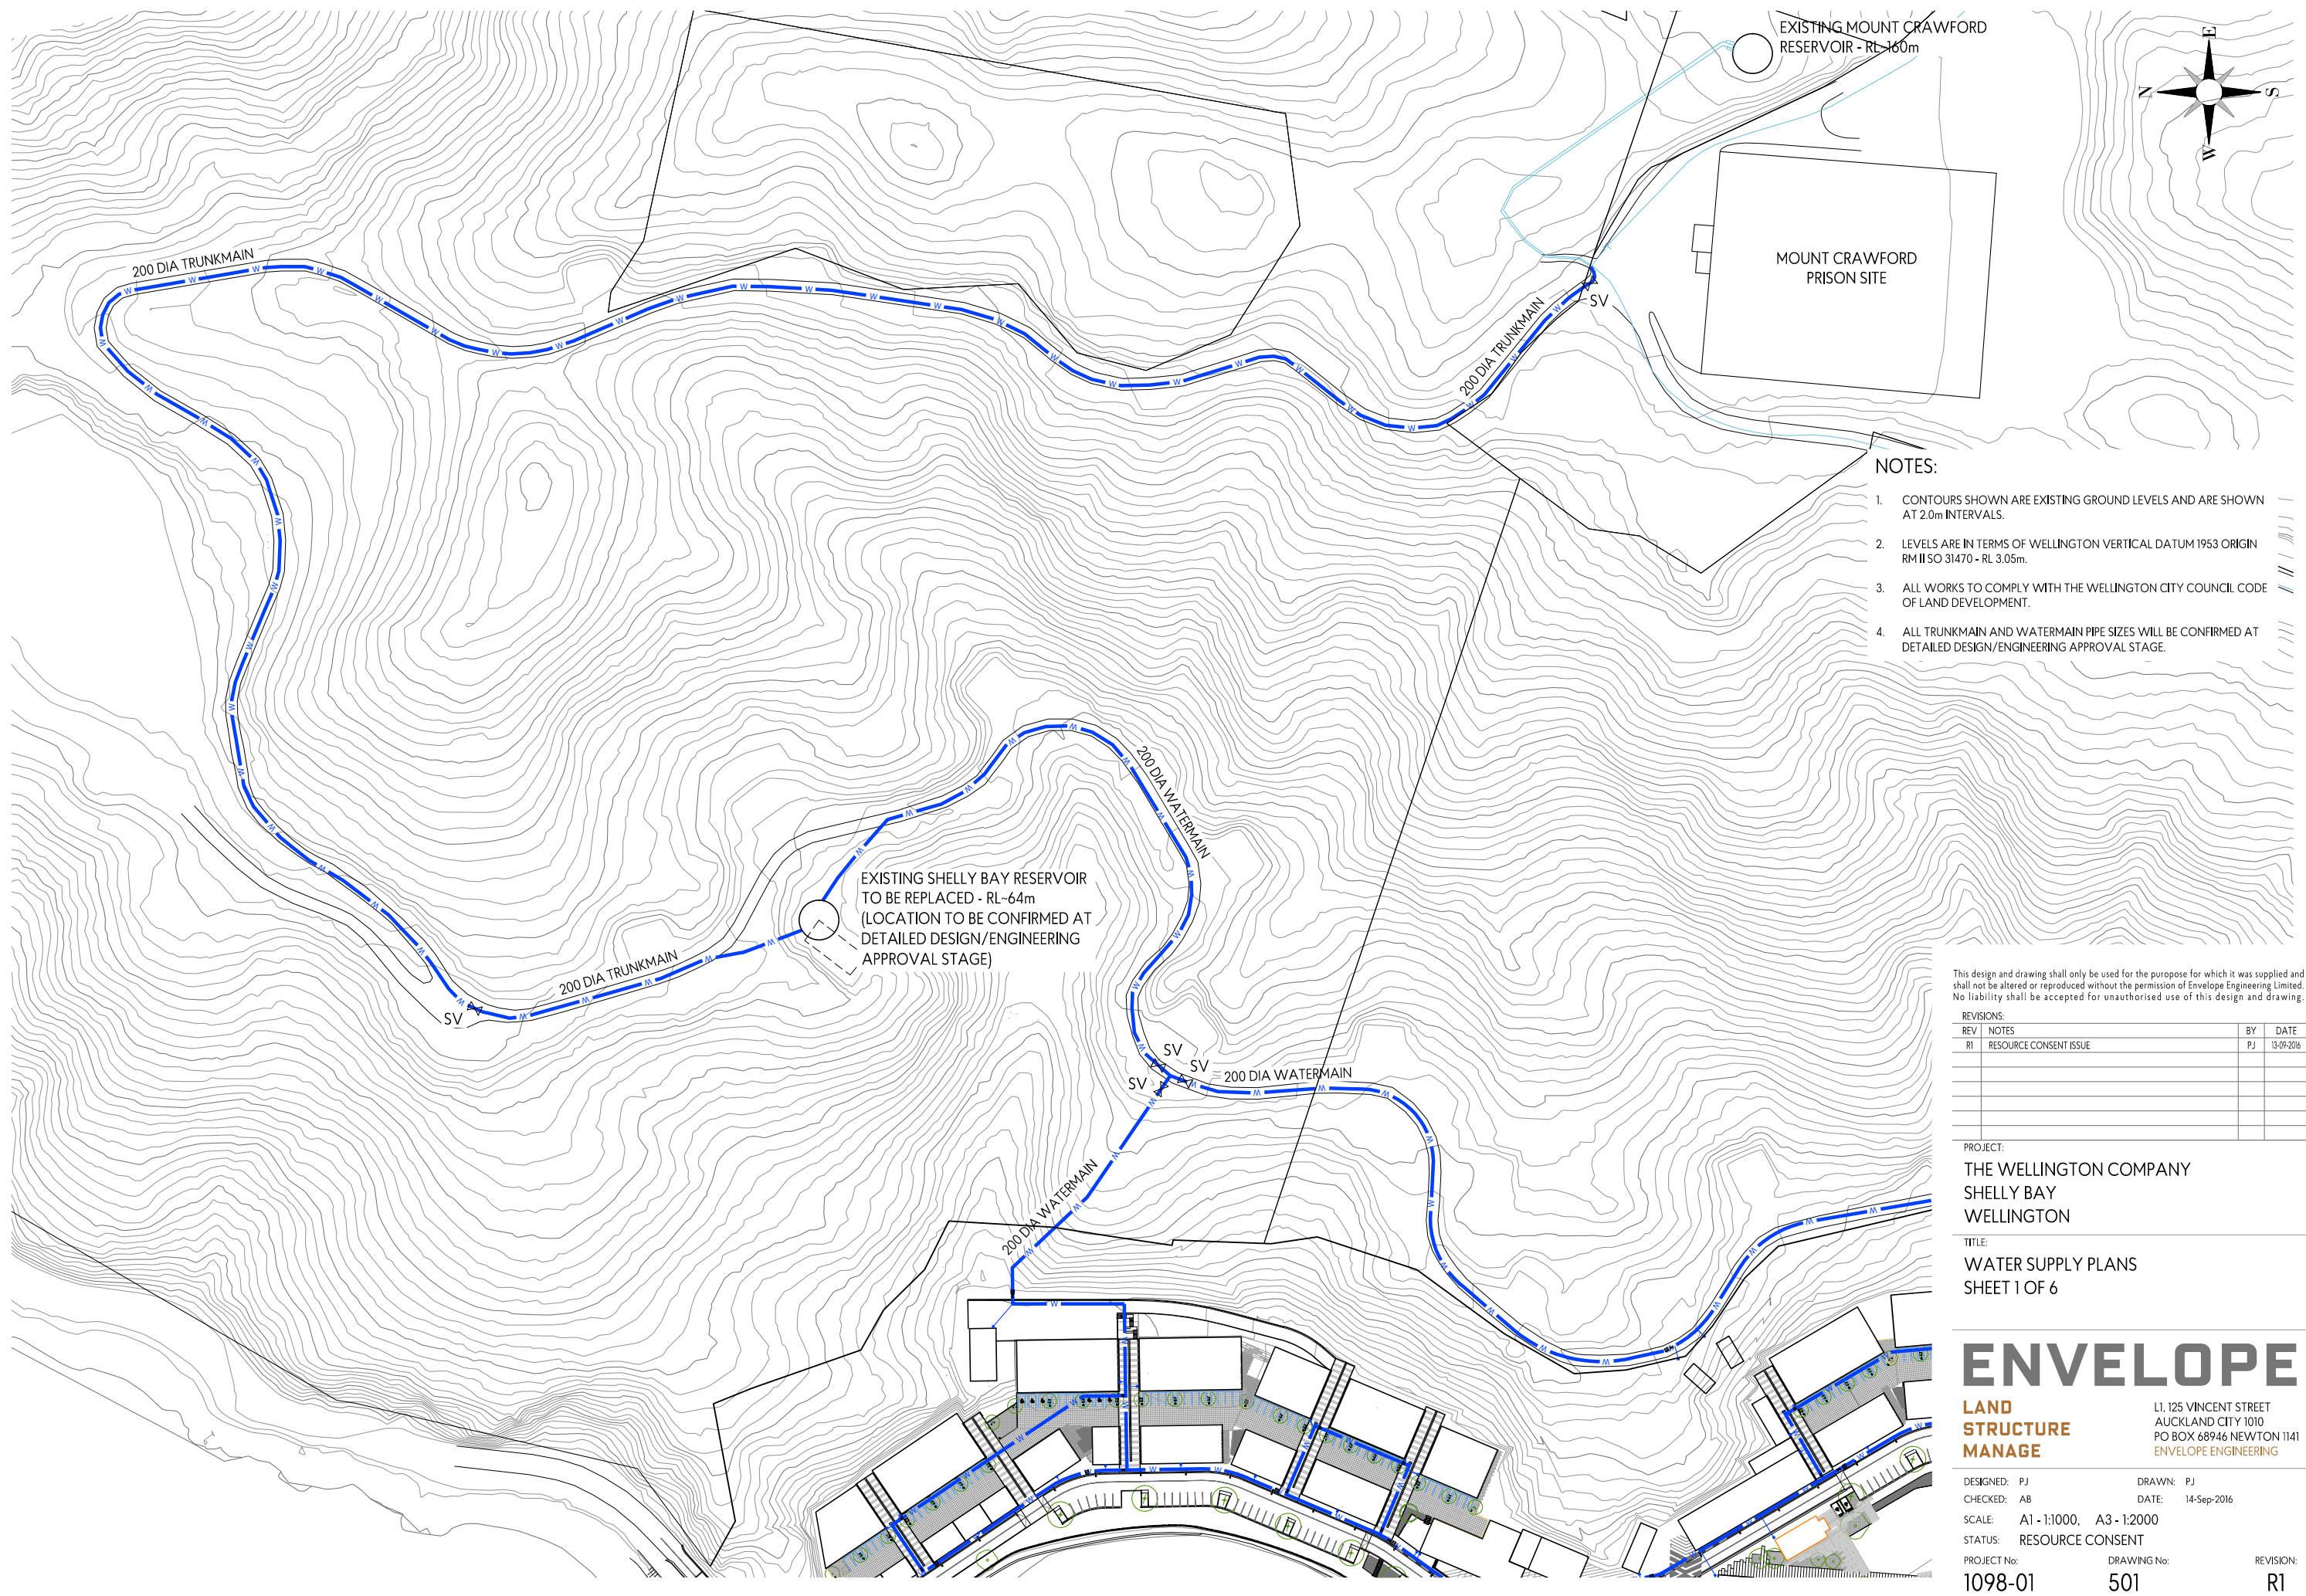 EXISTING MOUNT CRAWFORD
RESERVOIR - RL~160m
E
N
S
W
200 DIA TRUNKMAIN
MOUNT CRAWFORD
PRISON SITE
SV
200 DIA TRUNKMAIN
NOTES:
1. CONTOURS SHOWN ARE EXISTING GROUND LEVELS AND ARE SHOWN
AT 2.0m INTERVALS.
2. LEVELS ARE IN TERMS OF WELLINGTON VERTICAL DATUM 1953 ORIGIN
RM II SO 31470 - RL 3.05m.
3. ALL WORKS TO COMPLY WITH THE WELLINGTON CITY COUNCIL CODE
OF LAND DEVELOPMENT.
4. ALL TRUNKMAIN AND WATERMAIN PIPE SIZES WILL BE CONFIRMED AT
DETAILED DESIGN/ENGINEERING APPROVAL STAGE.
200 DIA WATERMAIN
EXISTING SHELLY BAY RESERVOIR
TO BE REPLACED - RL~64m
(LOCATION TO BE CONFIRMED AT
DETAILED DESIGN/ENGINEERING
APPROVAL STAGE)
200 DIA TRUNKMAIN
SV
SV
SV
SV
200 DIA WATERMAIN
200 DIA WATERMAIN
This design and drawing shall only be used for the puropose for which it was supplied and
shall not be altered or reproduced without the permission of Envelope Engineering Limited.
No liability shall be accepted for unauthorised use of this design and drawing.
REVISIONS:
REV NOTES BY DATE
R1 RESOURCE CONSENT ISSUE PJ 13-09-2016
PROJECT:
THE WELLINGTON COMPANY
SHELLY BAY
WELLINGTON
TITLE:
WATER SUPPLY PLANS
SHEET 1 OF 6
ENVELOPE
LAND
STRUCTURE
MANAGE
L1, 125 VINCENT STREET
AUCKLAND CITY 1010
PO BOX 68946 NEWTON 1141
ENVELOPE ENGINEERING
DESIGNED: PJ DRAWN: PJ
CHECKED: AB DATE: 14-Sep-2016
SCALE: A1 - 1:1000, A3 - 1:2000
STATUS: RESOURCE CONSENT
PROJECT No: DRAWING No: REVISION:
1098-01 501 R1